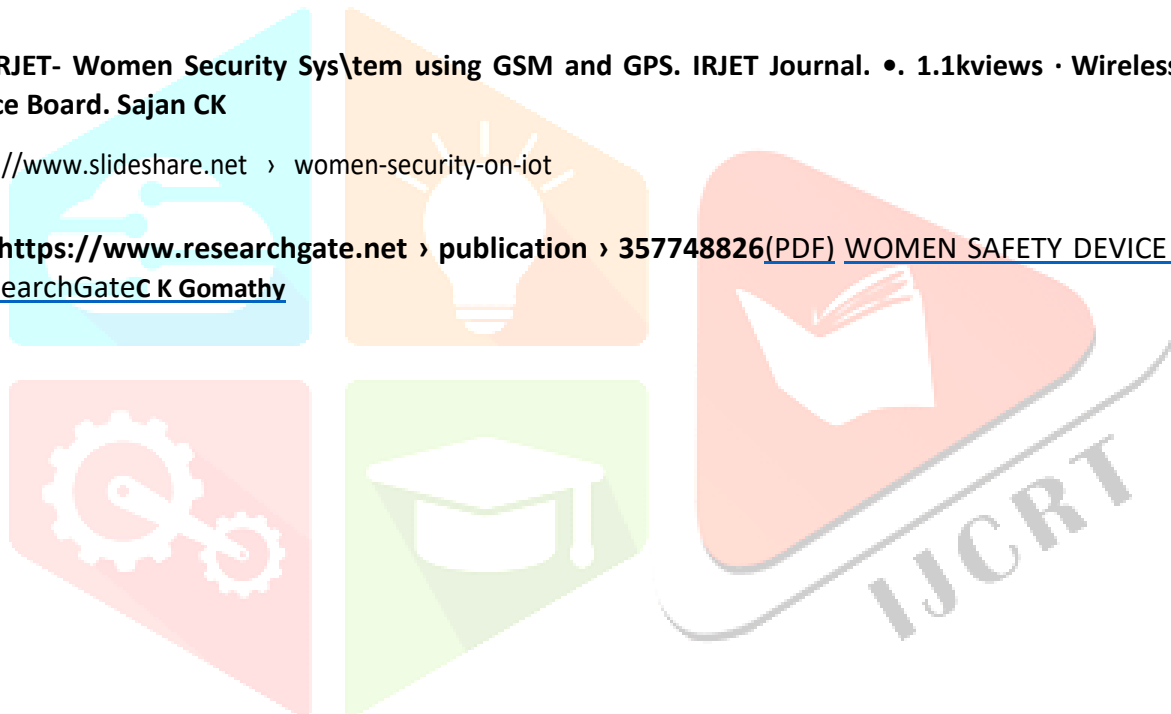 RJET- Women Security Sys\tem using GSM and GPS. IRJET Journal. •. 1.1kviews · Wireless
ce Board. Sajan CK
://www.slideshare.net › women-security-on-iot
https://www.researchgate.net › publication › 357748826(PDF) WOMEN SAFETY DEVICE
earchGateC K Gomathy
IJCRT